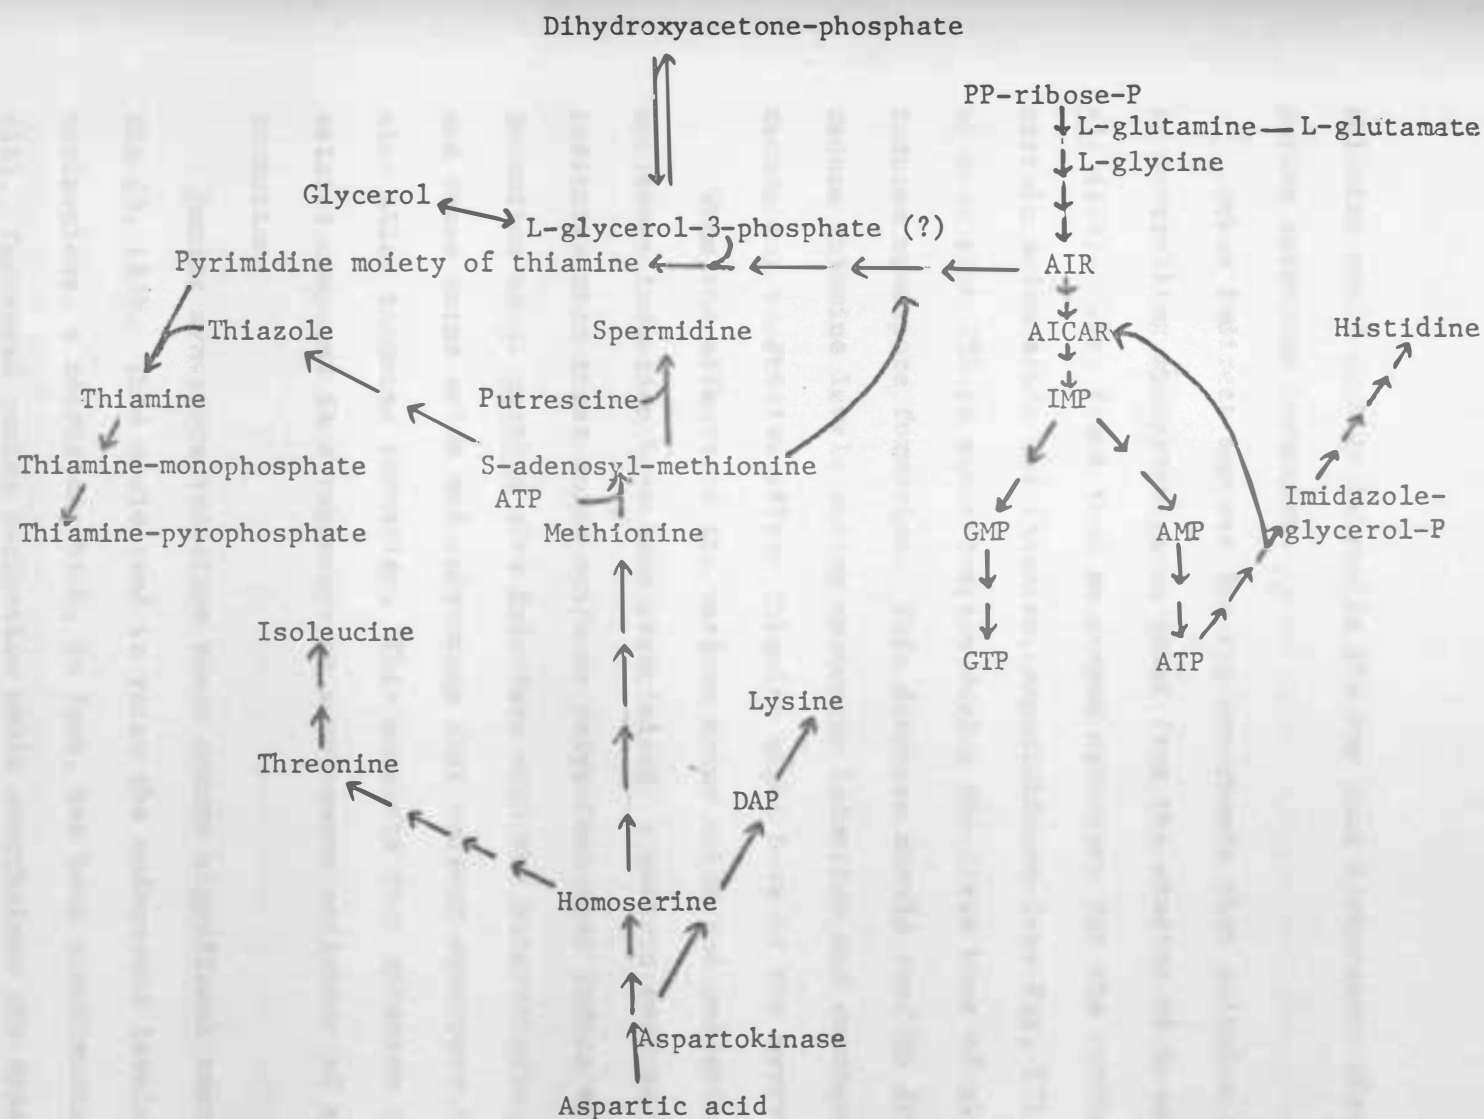 Dihydroxyacetone-phosphate
PP-ribose-P
L-glutamine — L-glutamate
L-glycine
Glycerol
L-glycerol-3-phosphate (?)
Pyrimidine moiety of thiamine
AIR
Thiazole
Spermidine
AICAR
Histidine
Thiamine
Putrescine
IMP
Thiamine-monophosphate
S-adenosyl-methionine
ATP
Imidazole-
glycerol-P
Thiamine-pyrophosphate
Methionine
GMP
AMP
Isoleucine
GTP
ATP
Lysine
Threonine
DAP
Homoserine
Aspartokinase
Aspartic acid